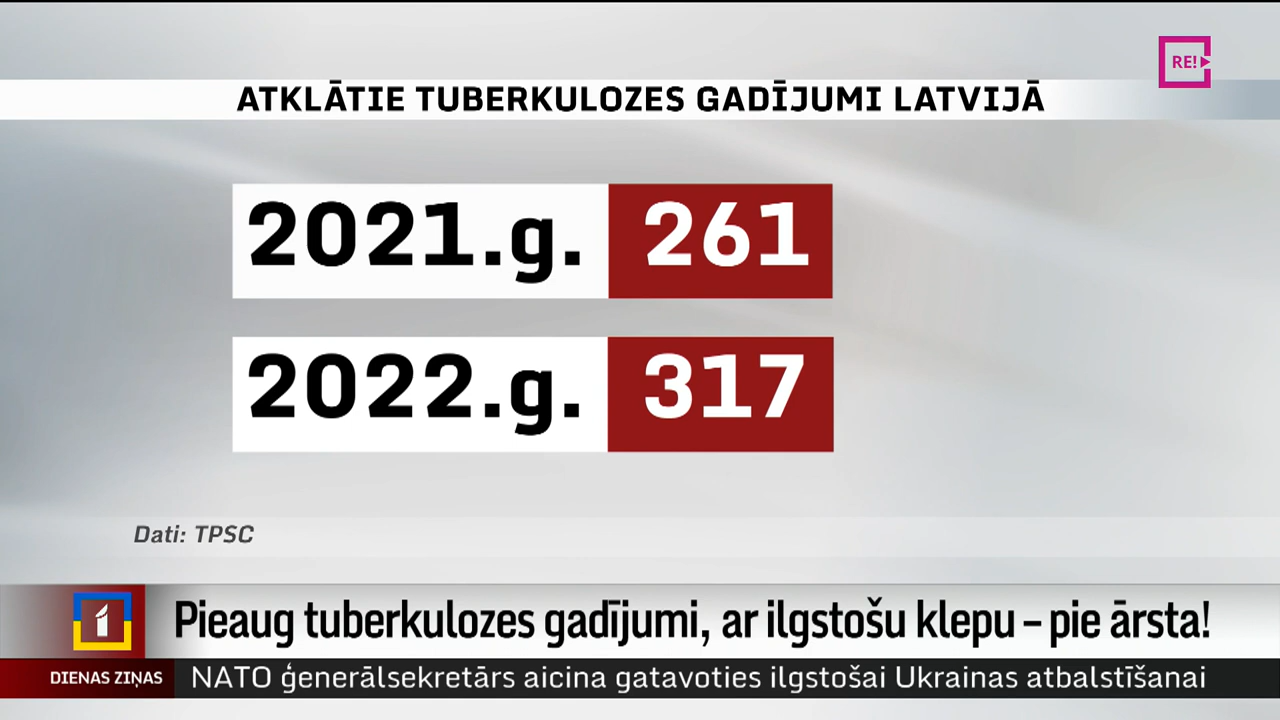 RE!
ATKLĀTIE TUBERKULOZES GADĪJUMI LATVIJĀ
2021.g. 261
2022.g. 317
Dati: TPSC
1 Pieaug tuberkulozes gadījumi, ar ilgstošu klepu – pie ārsta!
DIENAS ZIŅAS NATO ģenerālsekretārs aicina gatavoties ilgstošai Ukrainas atbalstīšanai